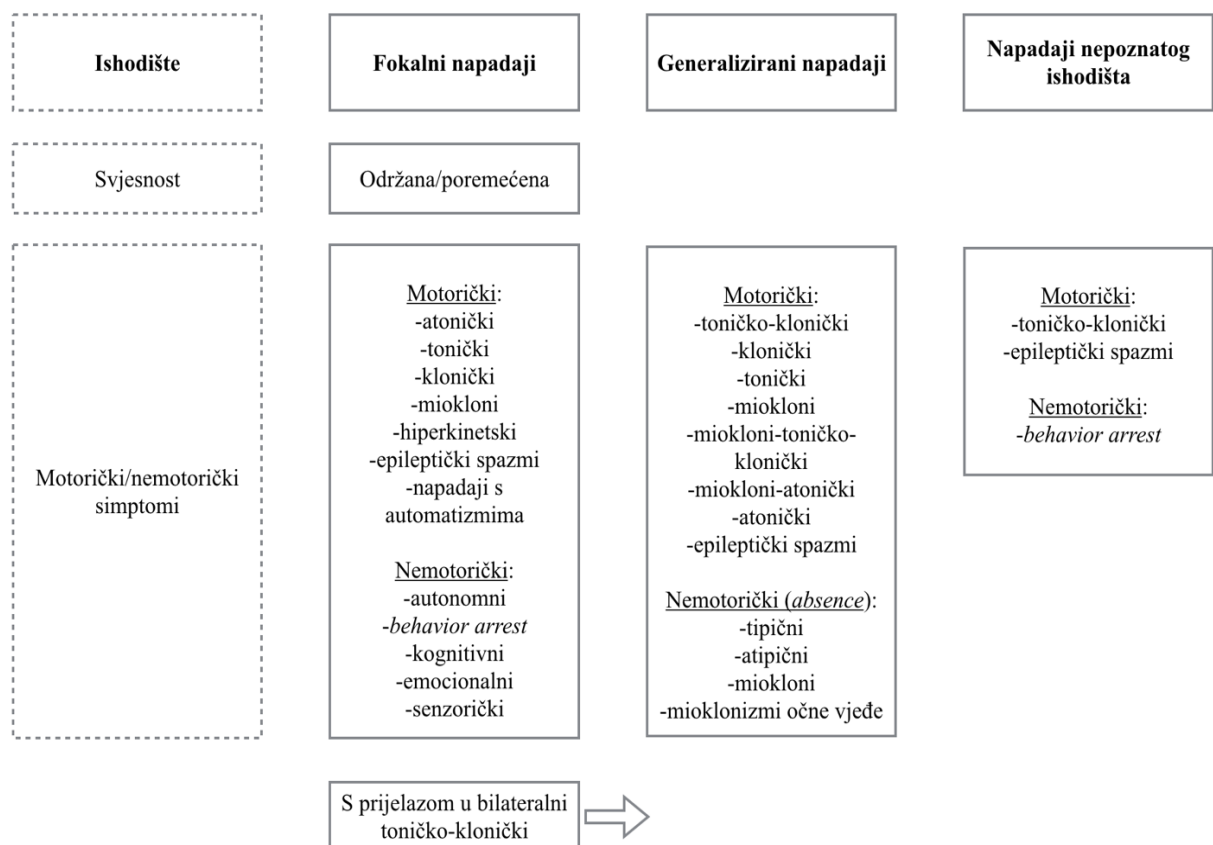 Ishodište
Fokalni napadaji
Generalizirani napadaji
Napadaji nepoznatog
ishodišta
Svjesnost
Održana/poremećena
Motorički/nemotorički
simptomi
Motorički:
-atonički
-tonički
-klonički
-miokloni
-hiperkinetski
-epileptički spazmi
-napadaji s
automatizmima
Nemotorički:
-autonomni
-behavior arrest
-kognitivni
-emocionalni
-senzorički
Motorički:
-toničko-klonički
-klonički
-tonički
-miokloni
-miokloni-toničko-
klonički
-miokloni-atonički
-atonički
-epileptički spazmi
Nemotorički (absence):
-tipični
-atipični
-miokloni
-mioklonizmi očne vjeđe
Motorički:
-toničko-klonički
-epileptički spazmi
Nemotorički:
-behavior arrest
S prijelazom u bilateralni
toničko-klonički